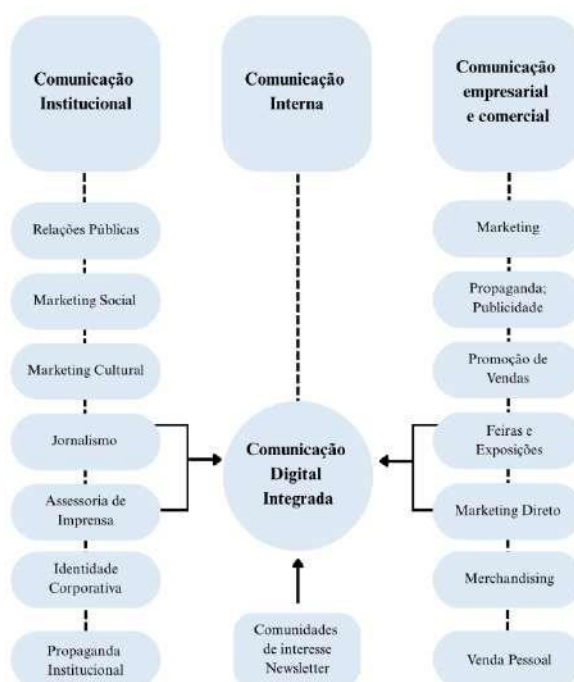 Comunicação
Institucional
Relações Públicas
Marketing Social
Marketing Cultural
Jornalismo
Assessoria de
Imprensa
Identidade
Corporativa
Propaganda
Institucional
Comunicação
Interna
Comunicação
Digital
Integrada
Comunidades
de interesse
Newsletter
Comunicação
empresarial
e comercial
Marketing
Propaganda;
Publicidade
Promoção de
Vendas
Feiras e
Exposições
Marketing Direto
Merchandising
Venda Pessoal